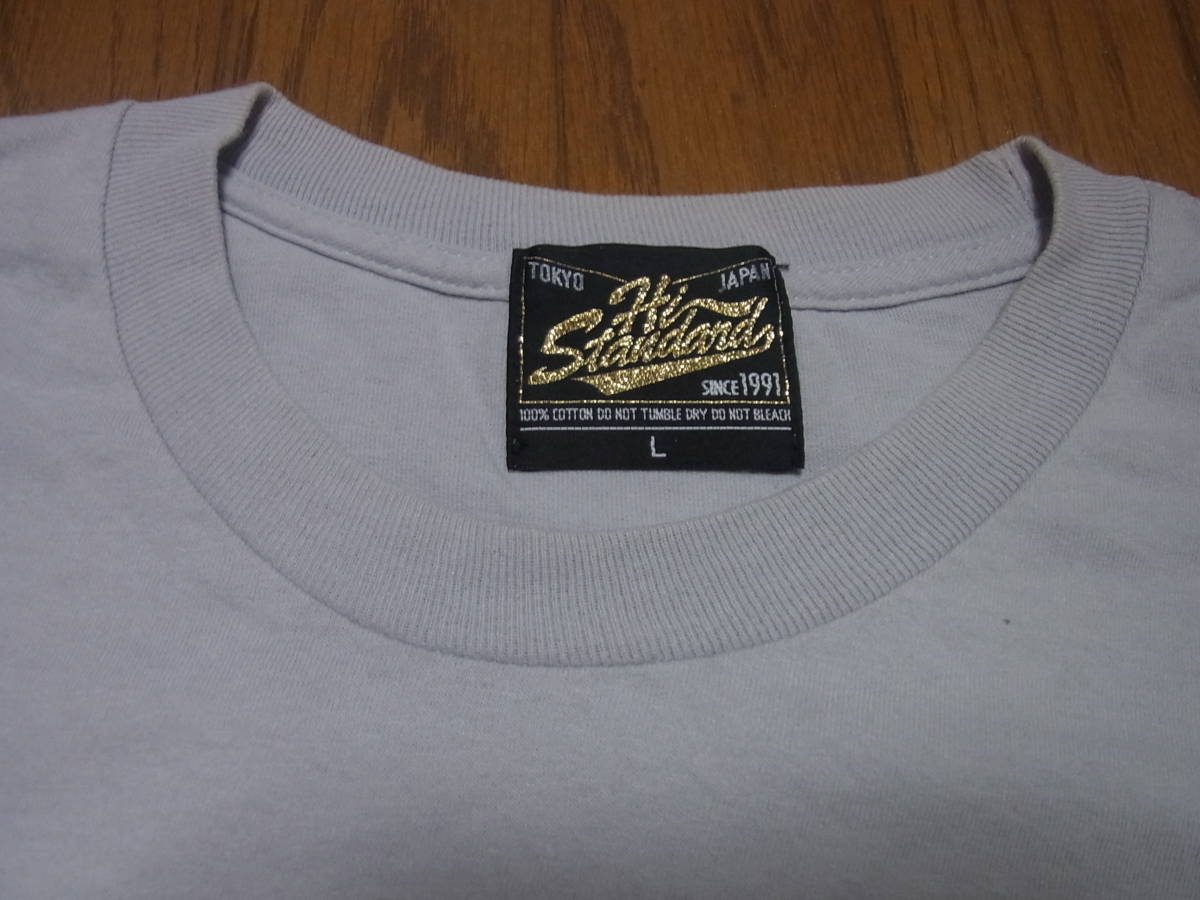 TOKYO JAPAN
Hi
Standard
SINCE 1991
100% COTTON DO NOT TUMBLE DRY DO NOT BLEACH
L